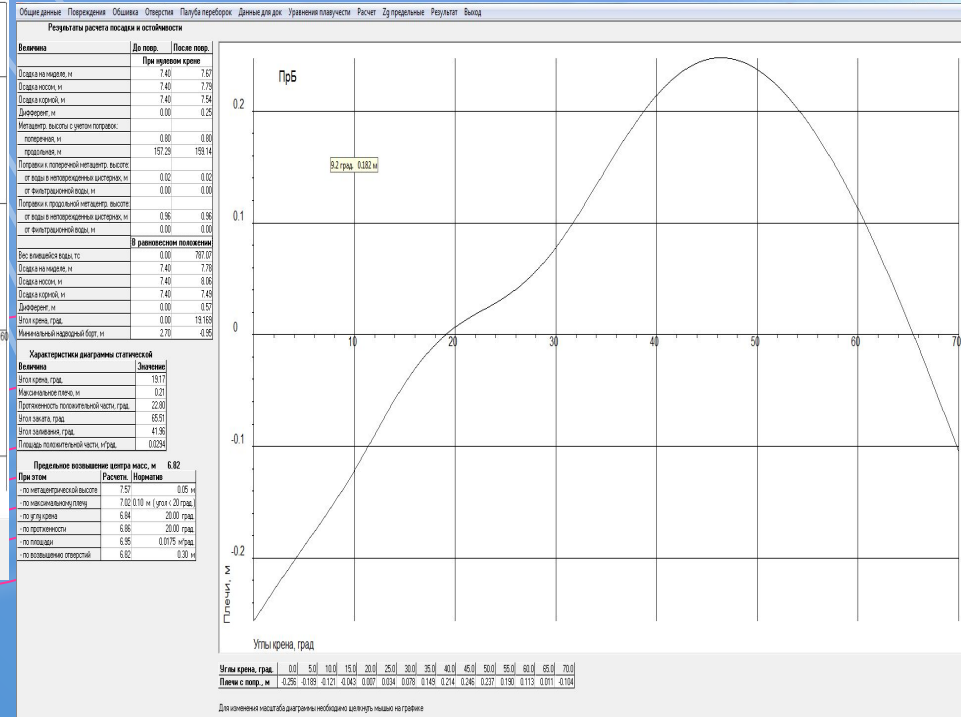 Общие данные Повреждения Обшивка Отверстия Палуба переборок Данные для док Уравнения плавучести Расчет Zg предельные Результат Выход
Результаты расчета посадки и остойчивости
Величина До повр. После повр.
При нулевом крене
Осадка на миделе, м 7.40 7.67
Осадка носом, м 7.40 7.79
Осадка кормой, м 7.40 7.54
Дифферент, м 0.00 0.25
Метацентр. высоты с учетом поправок:
поперечная, м 0.80 0.80
продольная, м 157.29 159.14
Поправки к поперечной метацентр. высоте:
от воды в неповрежденных цистернах, м 0.02 0.02
от фильтрационной воды, м 0.00 0.00
Поправки к продольной метацентр. высоте:
от воды в неповрежденных цистернах, м 0.96 0.96
от фильтрационной воды, м 0.00 0.00
В равновесном положении
Вес влившейся воды, тс 0.00 787.07
Осадка на миделе, м 7.40 7.78
Осадка носом, м 7.40 8.06
Осадка кормой, м 7.40 7.49
Дифферент, м 0.00 0.57
Угол крена, град. 0.00 19.169
Минимальный надводный борт, м 2.70 -0.95
Характеристики диаграммы статической
Величина Значение
Угол крена, град. 19.17
Максимальное плечо, м 0.21
Протяженность положительной части, град. 22.80
Угол заката, град. 65.51
Угол заливания, град. 41.96
Площадь положительной части, м*рад. 0.0294
Предельное возвышение центра масс, м 6.82
При этом Расчетн. Норматив
- по метацентрической высоте 7.57 0.05 м
- по максимальному плечу 7.02 0.10 м ( угол < 20 град.)
- по углу крена 6.84 20.00 град.
- по протяженности 6.86 20.00 град.
- по площади 6.95 0.0175 м*рад.
- по возвышению отверстий 6.82 0.30 м
ПрБ
9.2 град. 0.182 м
0.2
0.1
0
-0.1
-0.2
10 20 30 40 50 60 70
Плечи, м
Углы крена, град
Углы крена, град. 0.0 5.0 10.0 15.0 20.0 25.0 30.0 35.0 40.0 45.0 50.0 55.0 60.0 65.0 70.0
Плечи с попр., м -0.256 -0.189 -0.121 -0.043 0.007 0.034 0.078 0.149 0.214 0.246 0.237 0.190 0.113 0.011 -0.104
Для изменения масштаба диаграммы необходимо щелкнуть мышью на графике
60